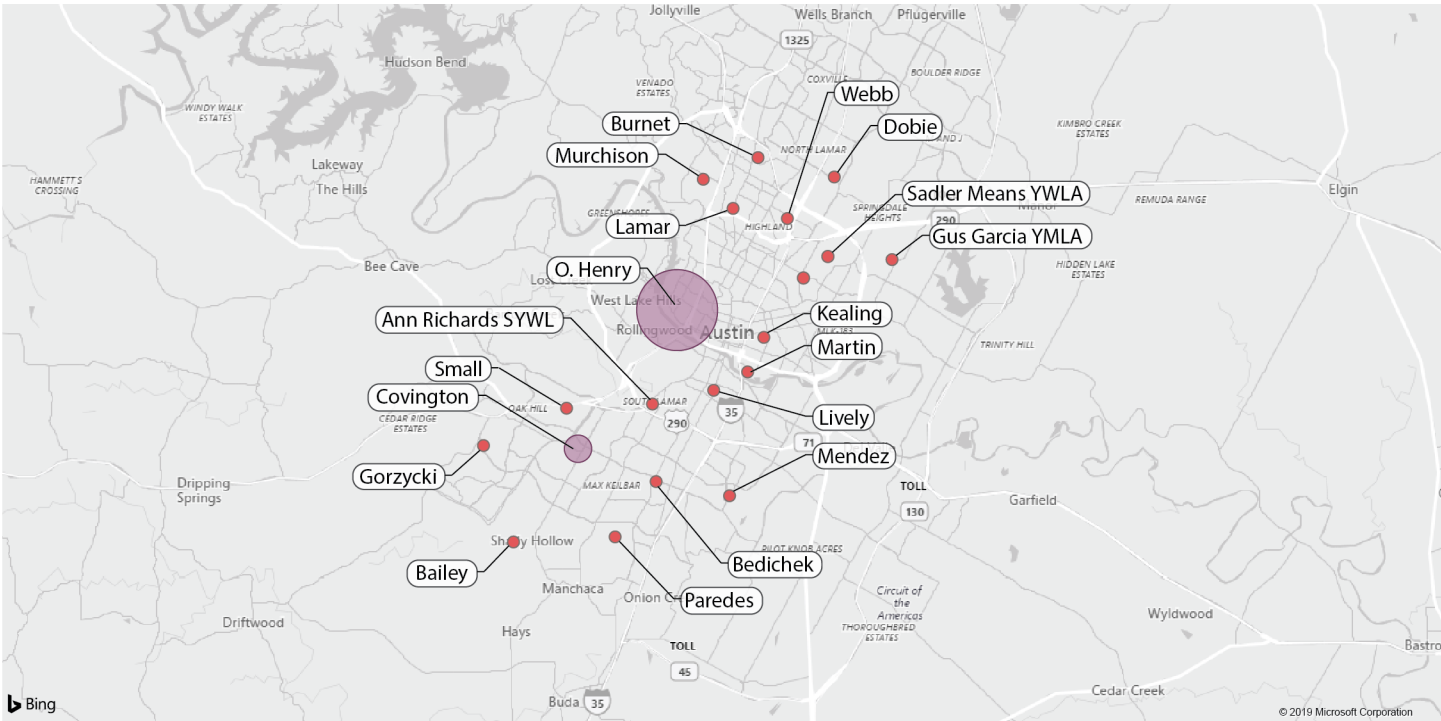 Jollyville
Wells Branch
Pflugerville
1325
Hudson Bend
COXVILLE
BOULDER RIDGE
VENADO
ESTATES
Webb
WINDY WALK
ESTATES
Burnet
Dobie
KIMBRO CREEK
ESTATES
NORTH LAMAR
Murchison
Lakeway
The Hills
HAMMETT'S
CROSSING
Sadler Means YWLA
Elgin
REMUDA RANGE
SPRINGDALE
HEIGHTS
290
GREENSHORES
Lamar
HIGHLAND
Gus Garcia YMLA
Bee Cave
O. Henry
HIDDEN LAKE
ESTATES
West Lake Hills
Ann Richards SYWL
Rollingwood
Austin
Kealing
MLK-183
Martin
TRINITY HILL
Small
Covington
OAK HILL
SOUTH LAMAR
CEDAR RIDGE
ESTATES
35
290
Lively
71
Mendez
Gorzycki
MAX KEILBAR
Dripping
Springs
TOLL
130
Garfield
Shady Hollow
Bailey
PILOT KNOB ACRES
Bedichek
Manchaca
Onion
Paredes
Circuit of
the
Americas
THOROUGHBRED
ESTATES
Wyldwood
Driftwood
Hays
TOLL
45
Cedar Creek
Buda
35
Bing
© 2019 Microsoft Corporation